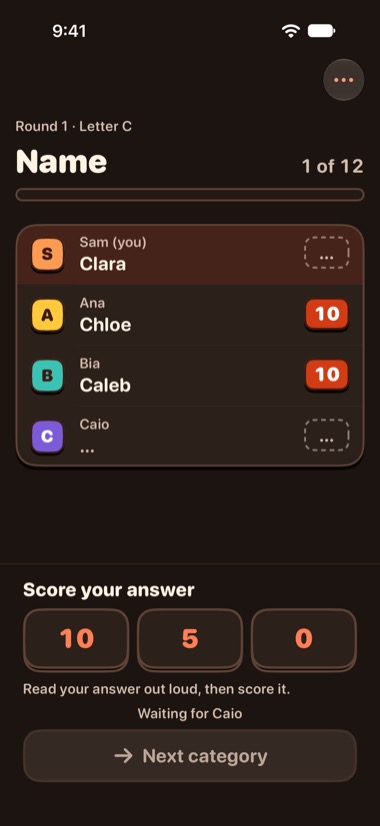 9:41
...
Round 1 · Letter C
Name
1 of 12
S
Sam (you)
Clara
...
A
Ana
Chloe
10
B
Bia
Caleb
10
C
Caio
...
...
Score your answer
10
5
0
Read your answer out loud, then score it.
Waiting for Caio
→ Next category